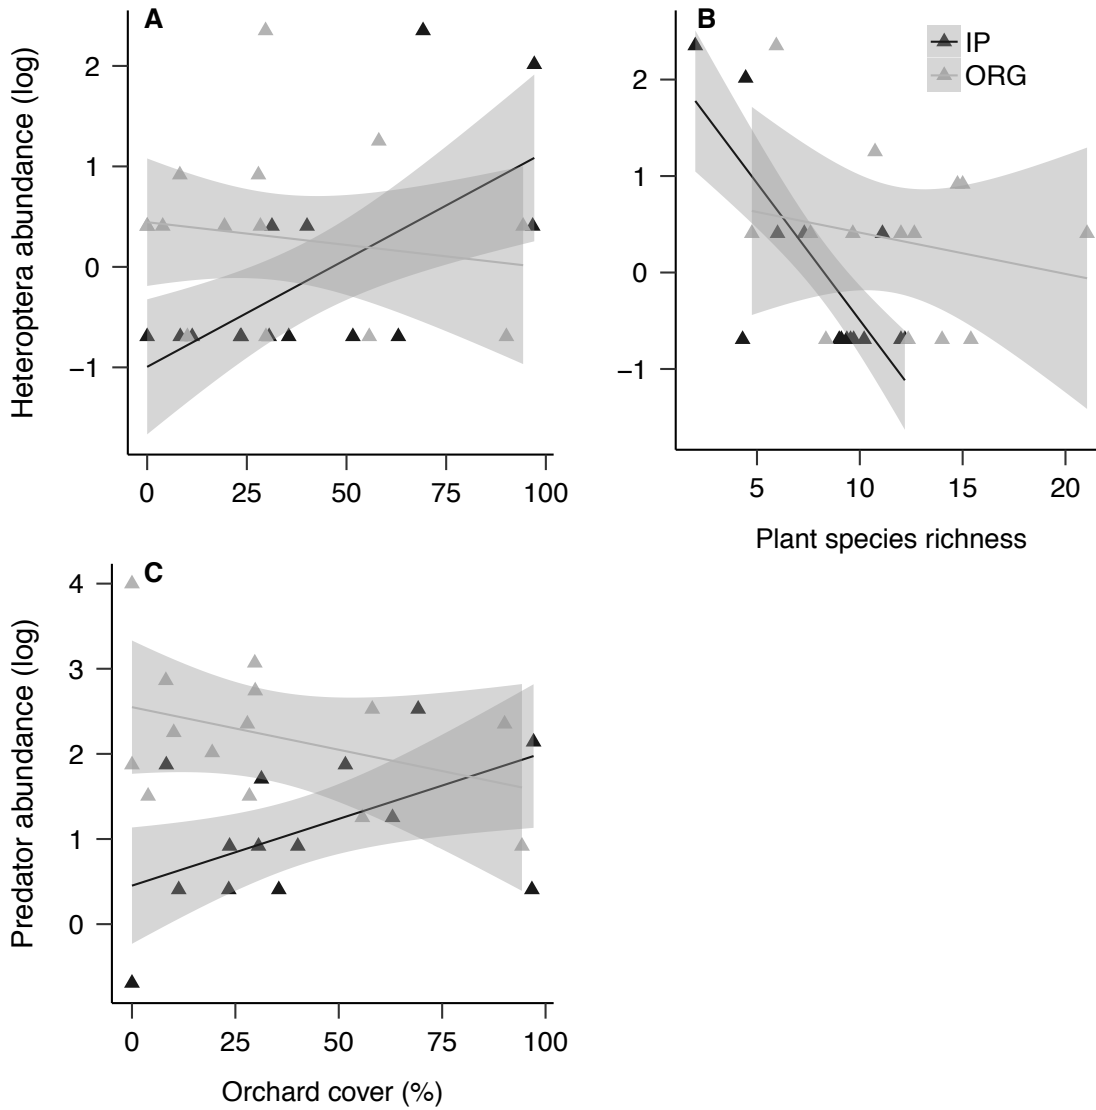 A
Heteroptera abundance (log)
2
1
0
−1
0 25 50 75 100
B
IP
ORG
2
1
0
−1
5 10 15 20
Plant species richness
C
Predator abundance (log)
4
3
2
1
0
0 25 50 75 100
Orchard cover (%)